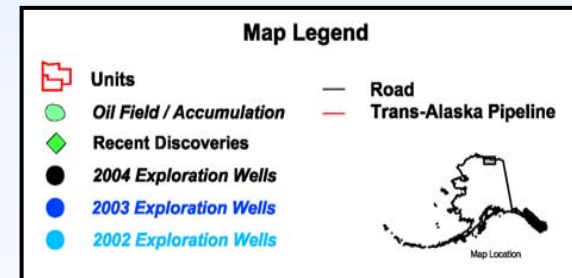 Map Legend
Units
Oil Field / Accumulation
Recent Discoveries
2004 Exploration Wells
2003 Exploration Wells
2002 Exploration Wells
Road
Trans-Alaska Pipeline
Map Location